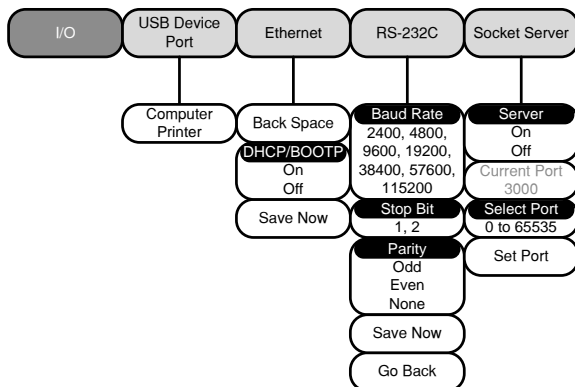 I/O
USB Device
Port
Ethernet
RS-232C
Socket Server
Computer
Printer
Back Space
DHCP/BOOTP
On
Off
Save Now
Baud Rate
2400, 4800,
9600, 19200,
38400, 57600,
115200
Stop Bit
1, 2
Parity
Odd
Even
None
Save Now
Go Back
Server
On
Off
Current Port
3000
Select Port
0 to 65535
Set Port